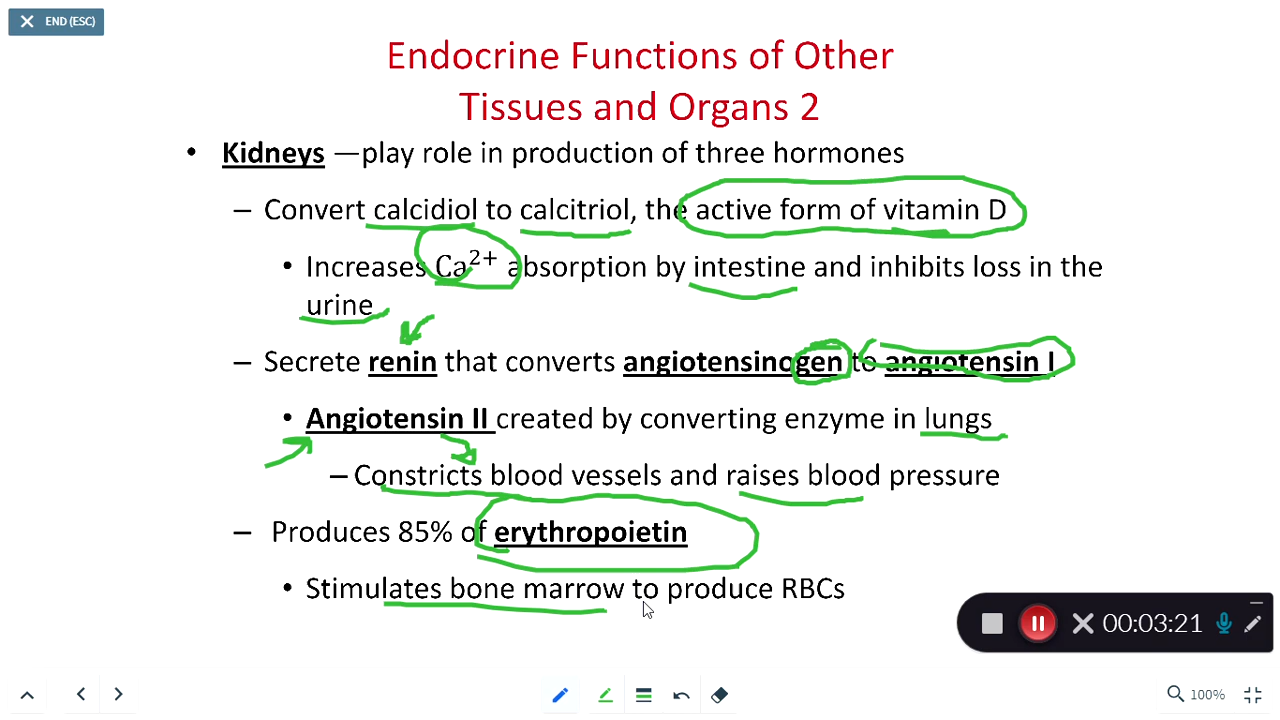 END (ESC)
Endocrine Functions of Other
Tissues and Organs 2
• Kidneys —play role in production of three hormones
– Convert calcidiol to calcitriol, the active form of vitamin D
• Increases Ca²⁺ absorption by intestine and inhibits loss in the
urine
– Secrete renin that converts angiotensinogen to angiotensin I
• Angiotensin II created by converting enzyme in lungs
– Constricts blood vessels and raises blood pressure
– Produces 85% of erythropoietin
• Stimulates bone marrow to produce RBCs
00:03:21
100%